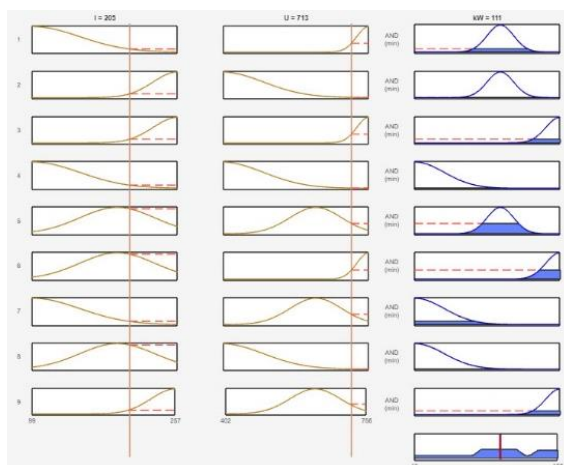 I = 205 U = 713 kW = 111
1 AND
(min)
2 AND
(min)
3 AND
(min)
4 AND
(min)
5 AND
(min)
6 AND
(min)
7 AND
(min)
8 AND
(min)
9 AND
(min)
257 402